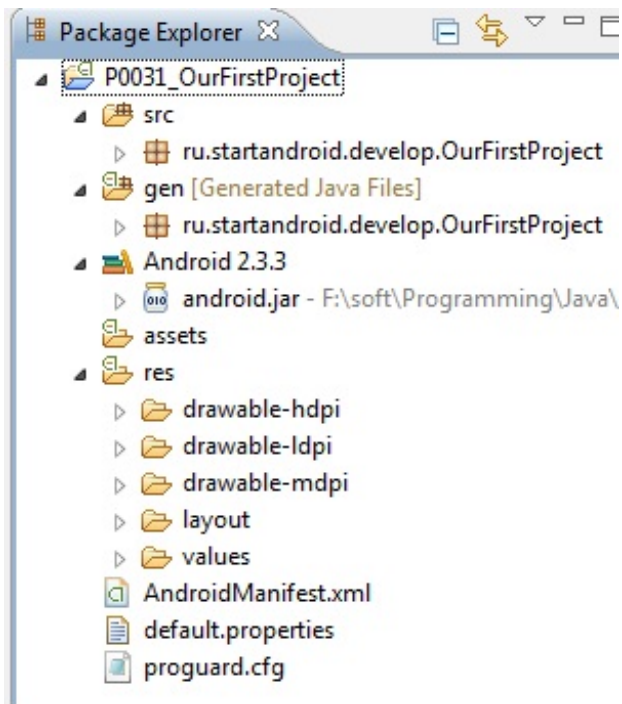 Package Explorer
P0031_OurFirstProject
src
ru.startandroid.develop.OurFirstProject
gen [Generated Java Files]
ru.startandroid.develop.OurFirstProject
Android 2.3.3
android.jar - F:\soft\Programming\Java\
assets
res
drawable-hdpi
drawable-ldpi
drawable-mdpi
layout
values
AndroidManifest.xml
default.properties
proguard.cfg